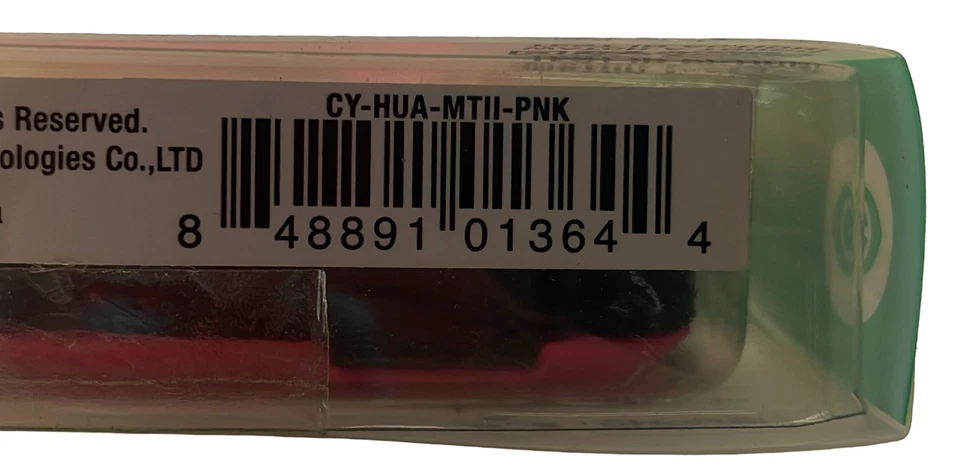 s Reserved.
ologies Co.,LTD
CY-HUA-MTII-PNK
8 48891 01364 4